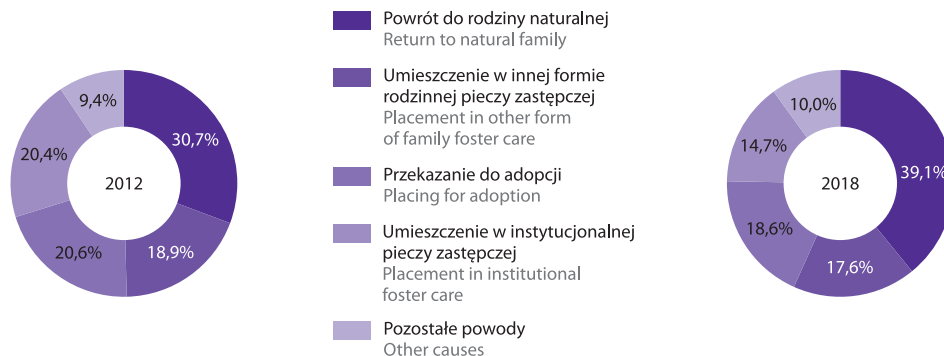 9,4%
30,7%
20,4%
2012
20,6%
18,9%
Powrót do rodziny naturalnej
Return to natural family
Umieszczenie w innej formie
rodzinnej pieczy zastępczej
Placement in other form
of family foster care
Przekazanie do adopcji
Placing for adoption
Umieszczenie w instytucjonalnej
pieczy zastępczej
Placement in institutional
foster care
Pozostałe powody
Other causes
10,0%
14,7%
39,1%
2018
18,6%
17,6%